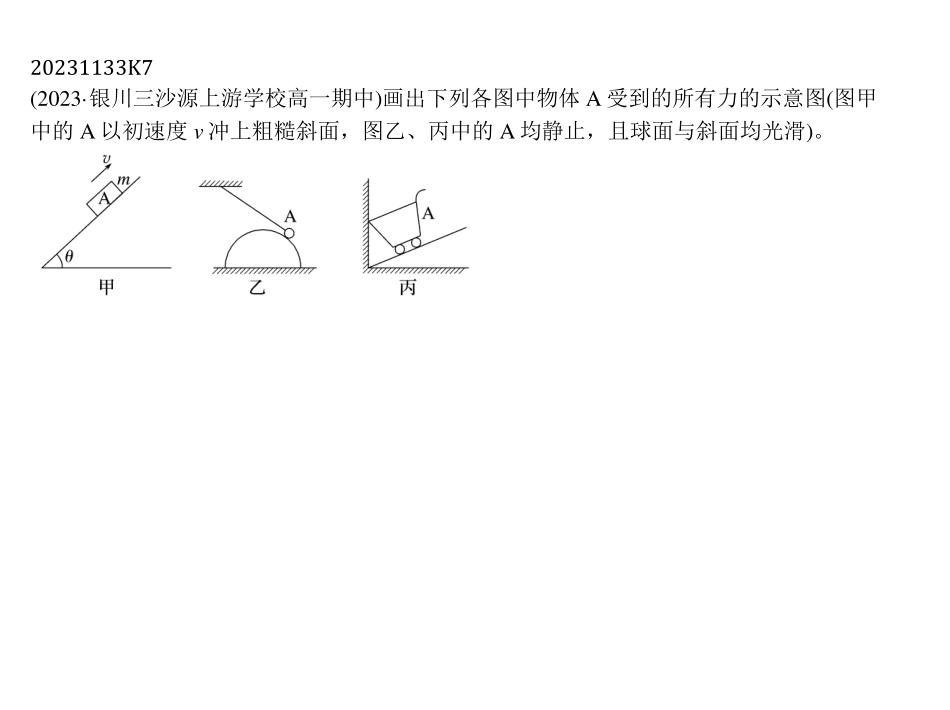 20231133K7
(2023·银川三沙源上游学校高一期中)画出下列各图中物体 A 受到的所有力的示意图(图甲
中的 A 以初速度 v 冲上粗糙斜面，图乙、丙中的 A 均静止，且球面与斜面均光滑)。
v
m
A
θ
甲
A
乙
A
丙